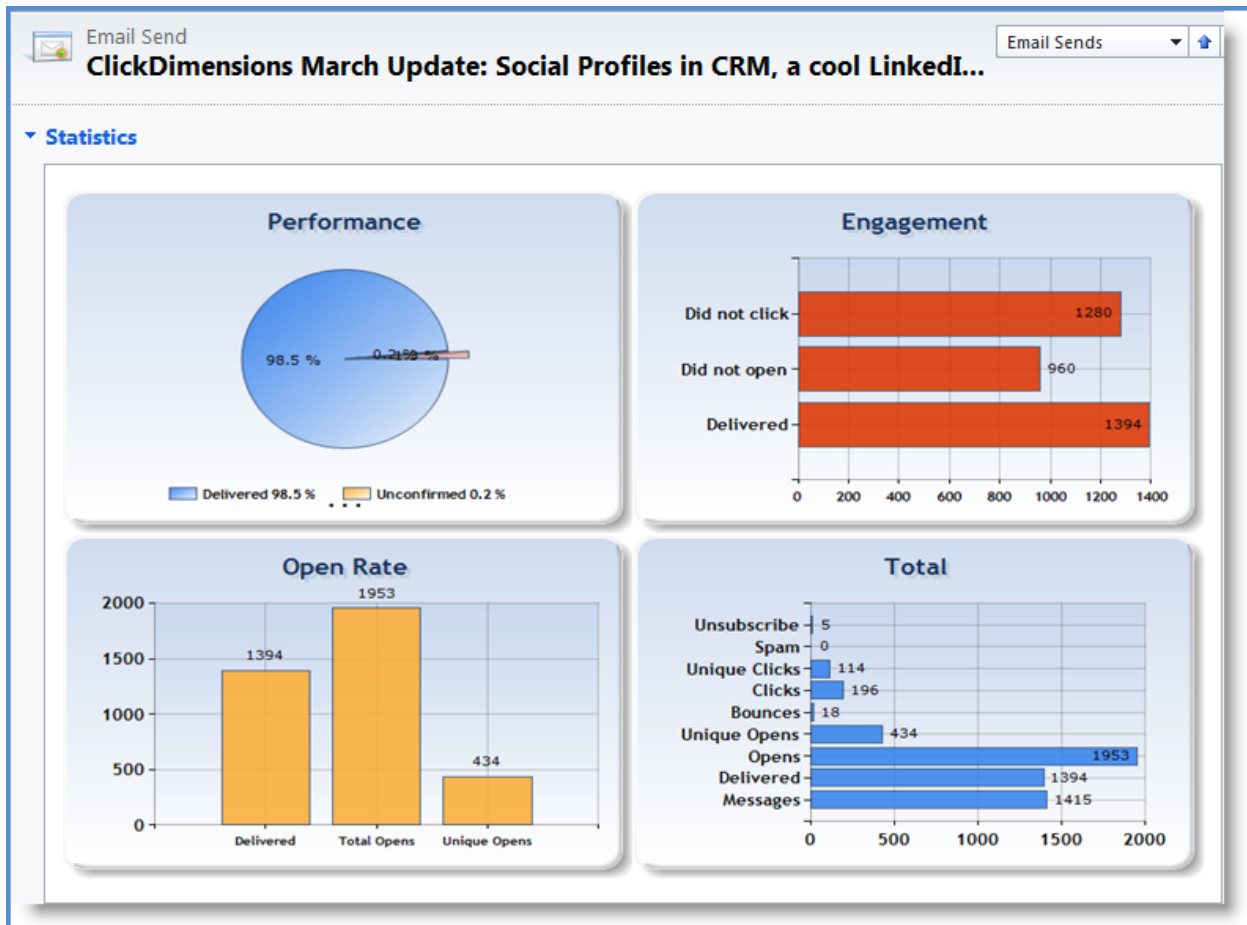 Email Send
ClickDimensions March Update: Social Profiles in CRM, a cool LinkedI...
Email Sends
Statistics
Performance
98.5 %
Delivered 98.5 %
Unconfirmed 0.2 %
...
Engagement
Did not click
1280
Did not open
960
Delivered
1394
0 200 400 600 800 1000 1200 1400
Open Rate
2000
1500
1000
500
0
1394
1953
434
Delivered
Total Opens
Unique Opens
Total
Unsubscribe 5
Spam 0
Unique Clicks 114
Clicks 196
Bounces 18
Unique Opens 434
Opens 1953
Delivered 1394
Messages 1415
0 500 1000 1500 2000